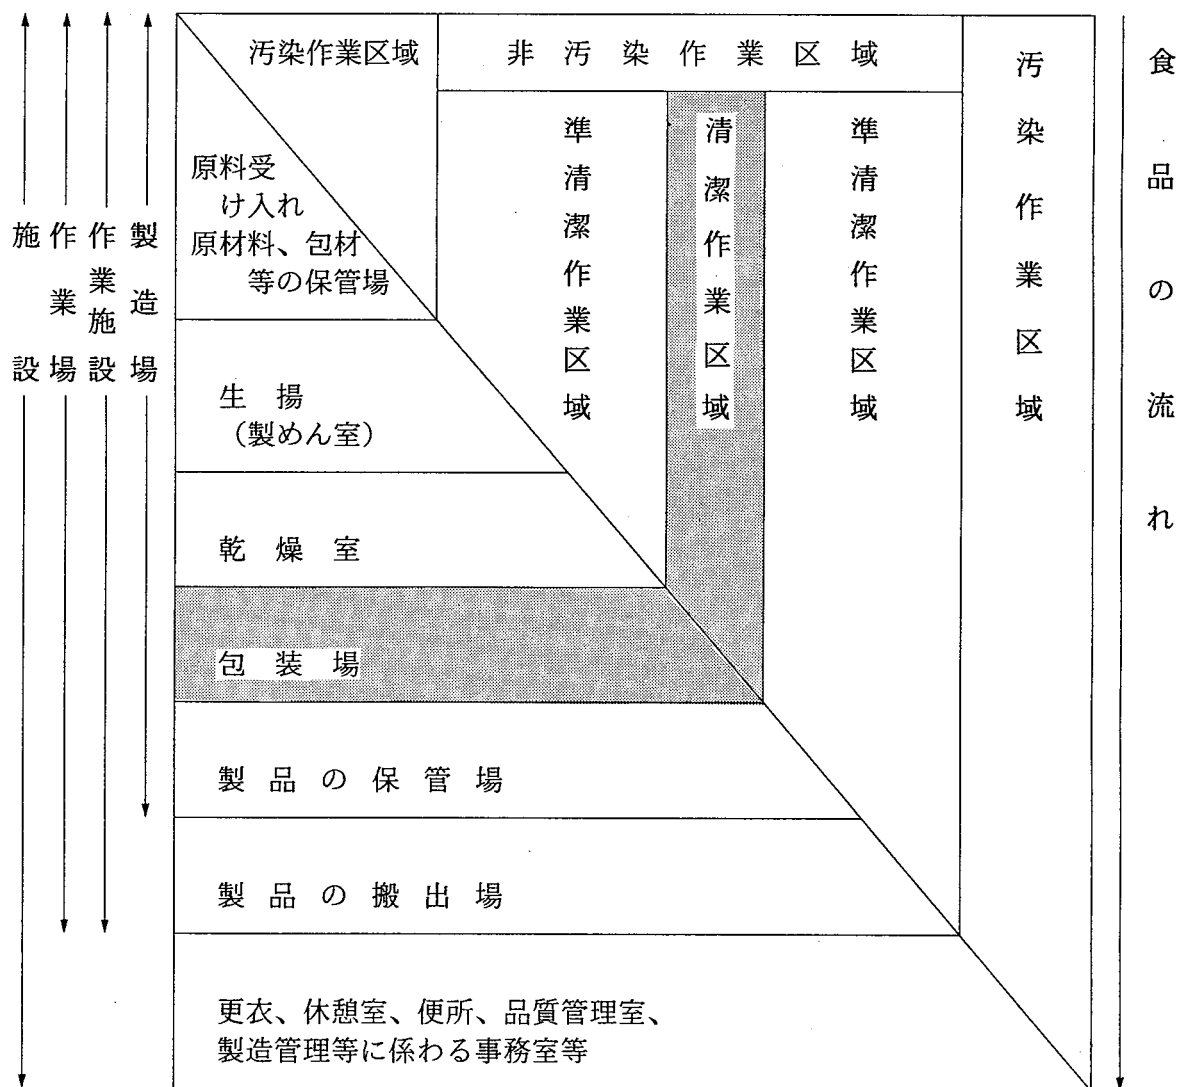 施設
作業場
作業施設
製造場
汚染作業区域
非汚染作業区域
準清潔作業区域
清潔作業区域
準清潔作業区域
汚染作業区域
食品の流れ
原料受
け入れ
原材料、包材
等の保管場
生揚
（製めん室）
乾燥室
包装場
製品の保管場
製品の搬出場
更衣、休憩室、便所、品質管理室、
製造管理等に係わる事務室等